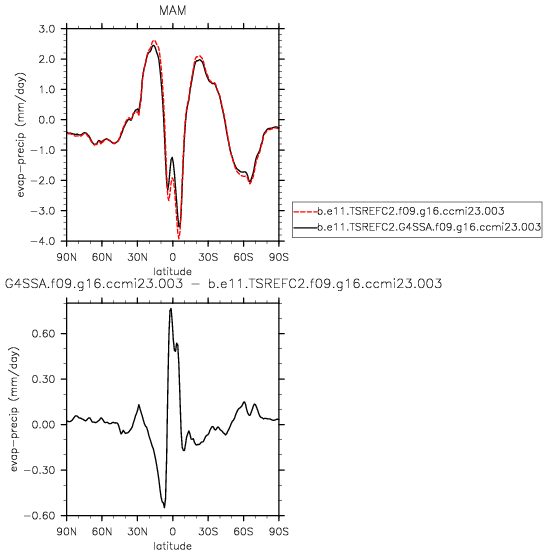 MAM
3.0
2.0
1.0
0.0
-1.0
-2.0
-3.0
-4.0
evap-precip (mm/day)
90N 60N 30N 0 30S 60S 90S
latitude
b.e11.TSREFC2.f09.g16.ccmi23.003
b.e11.TSREFC2.G4SSA.f09.g16.ccmi23.003
G4SSA.f09.g16.ccmi23.003 - b.e11.TSREFC2.f09.g16.ccmi23.003
0.60
0.30
0.00
-0.30
-0.60
evap-precip (mm/day)
90N 60N 30N 0 30S 60S 90S
latitude